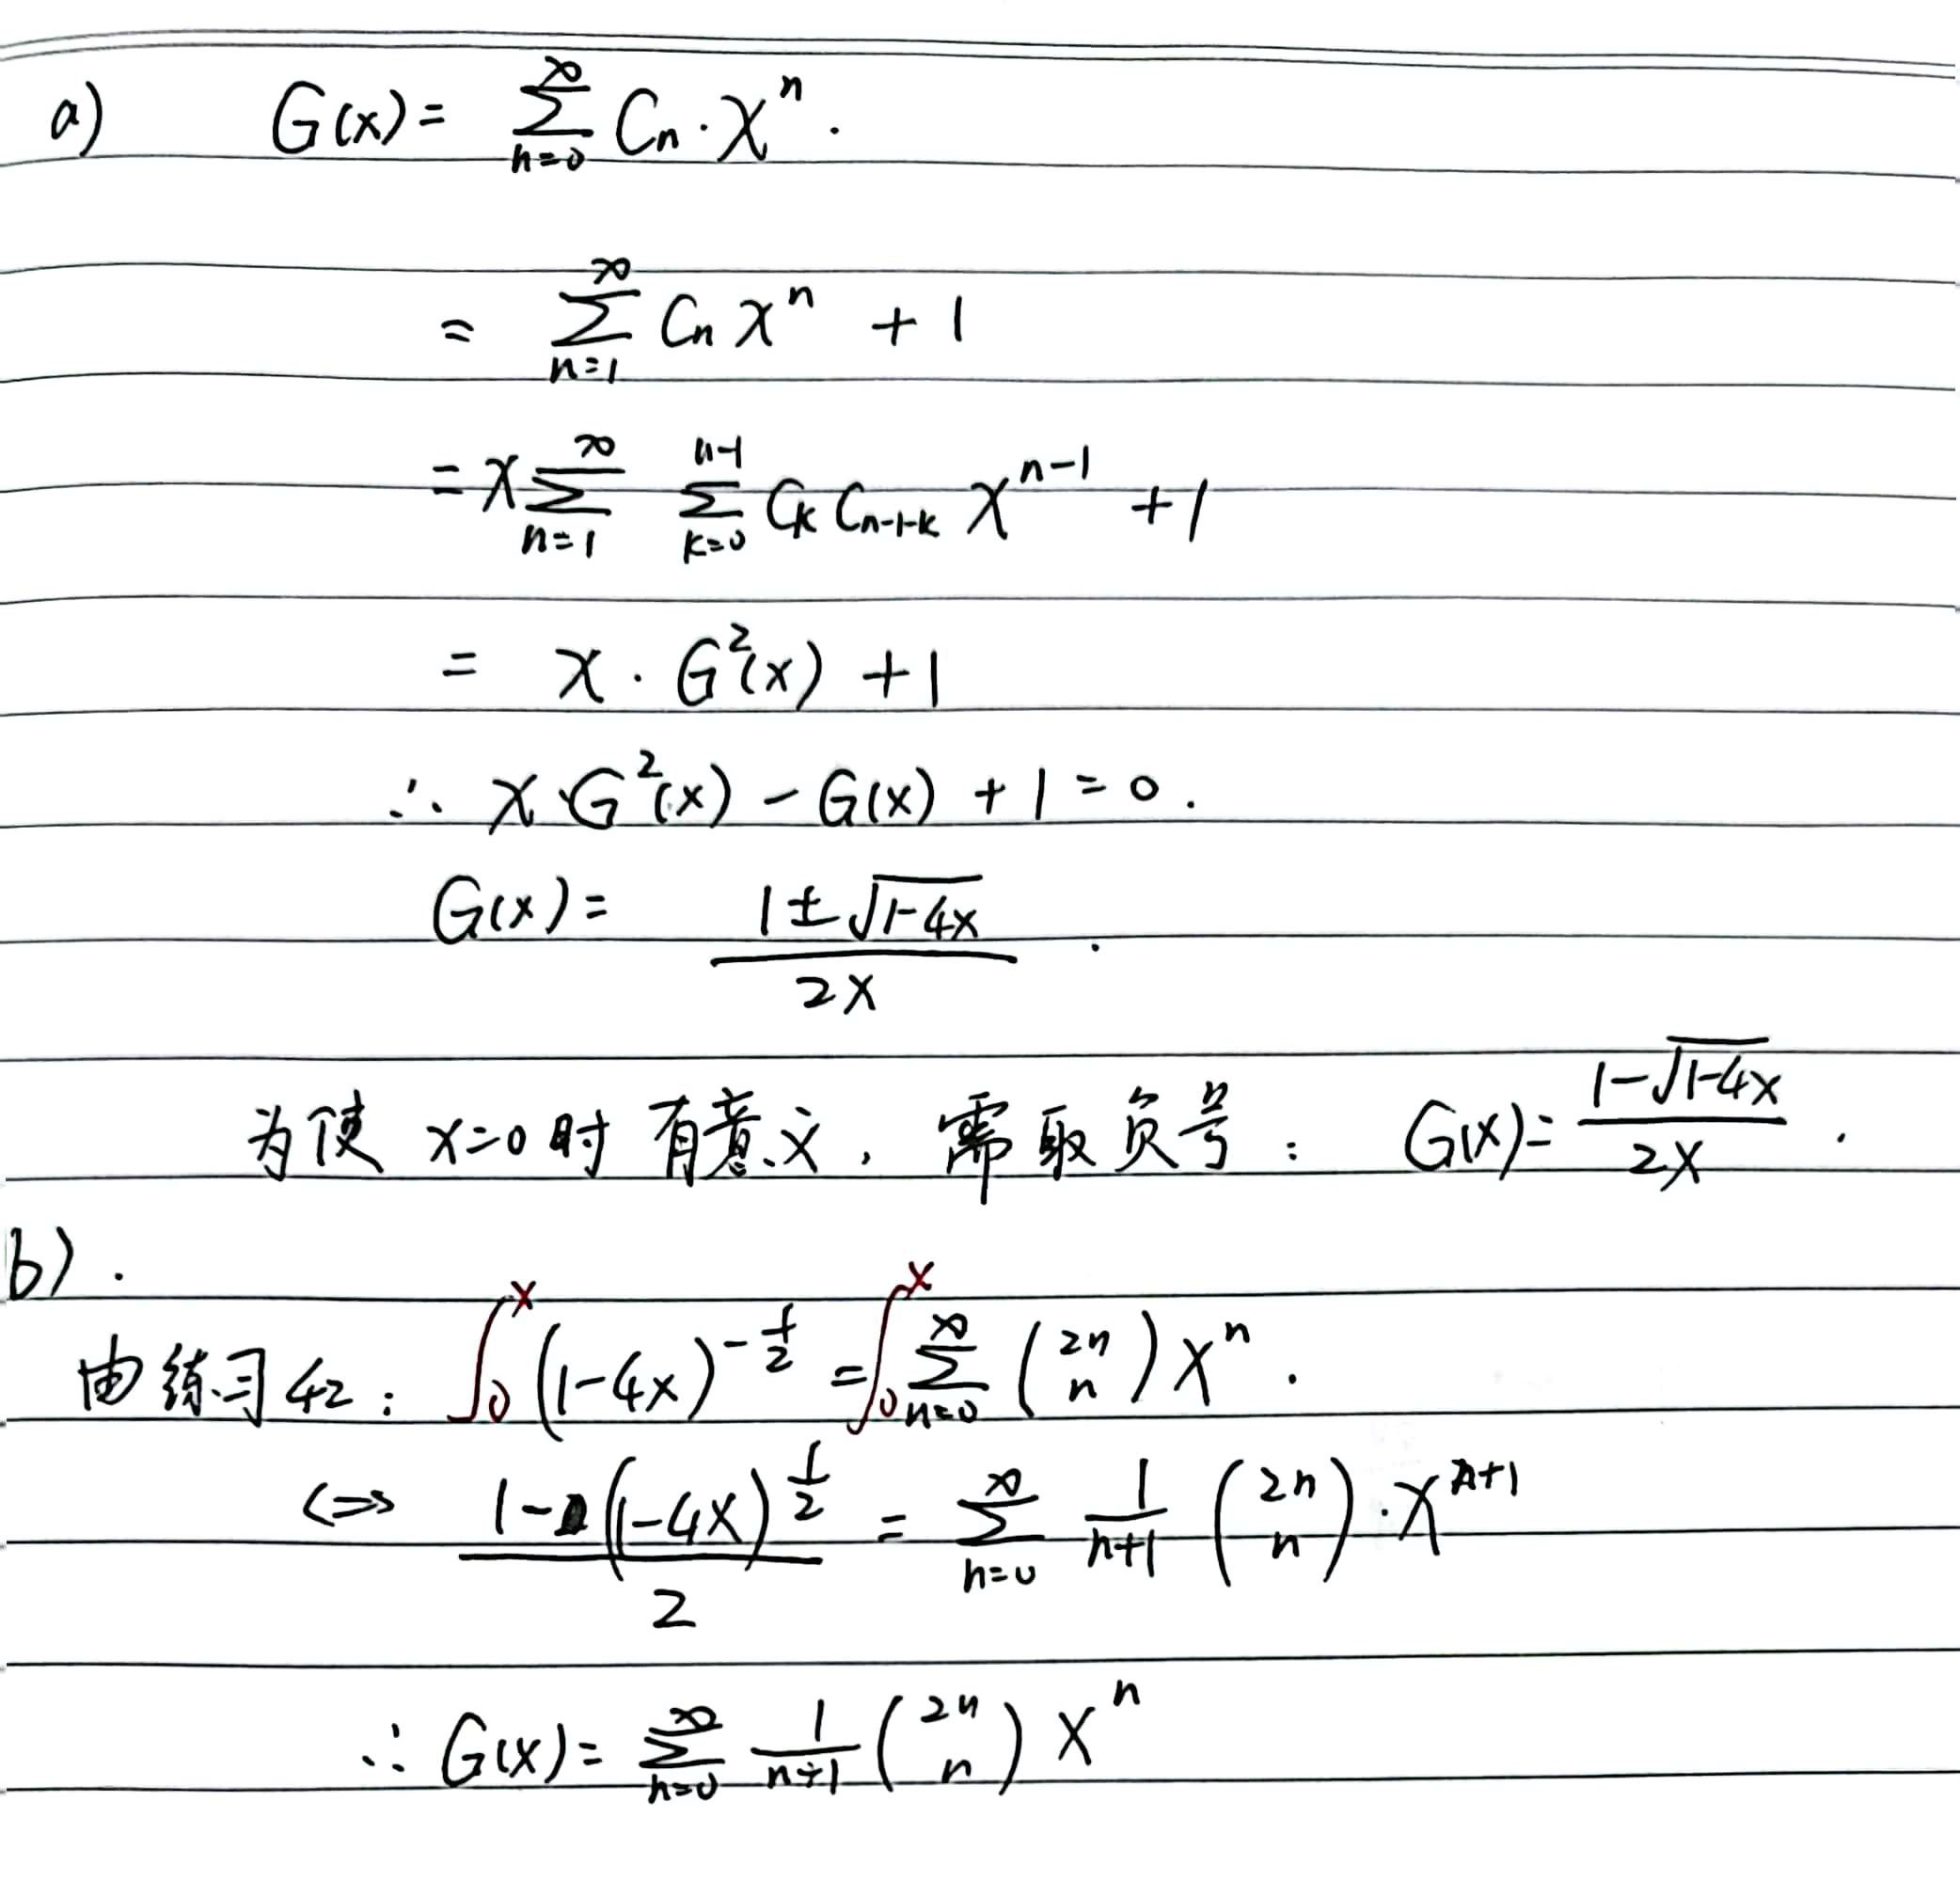 a) G(x) = \sum_{n=0}^{\infty} C_n \cdot x^n .
= \sum_{n=1}^{\infty} C_n x^n + 1
= x \sum_{n=1}^{\infty} \sum_{k=0}^{n-1} C_k C_{n-1-k} x^{n-1} + 1
= x \cdot G^2(x) + 1
∴ x \cdot G^2(x) - G(x) + 1 = 0 .
G(x) = \frac{1 \pm \sqrt{1-4x}}{2x} .
为使 x=0 时 有意义, 需取负号: G(x) = \frac{1-\sqrt{1-4x}}{2x} .
b) .
由练习42: \int_0^x (1-4x)^{-\frac{1}{2}} = \int_0^x \sum_{n=0}^{\infty} \binom{2n}{n} x^n .
<=> \frac{1-(1-4x)^{\frac{1}{2}}}{2} = \sum_{n=0}^{\infty} \frac{1}{n+1} \binom{2n}{n} \cdot x^{n+1}
∴ G(x) = \sum_{n=0}^{\infty} \frac{1}{n+1} \binom{2n}{n} x^n